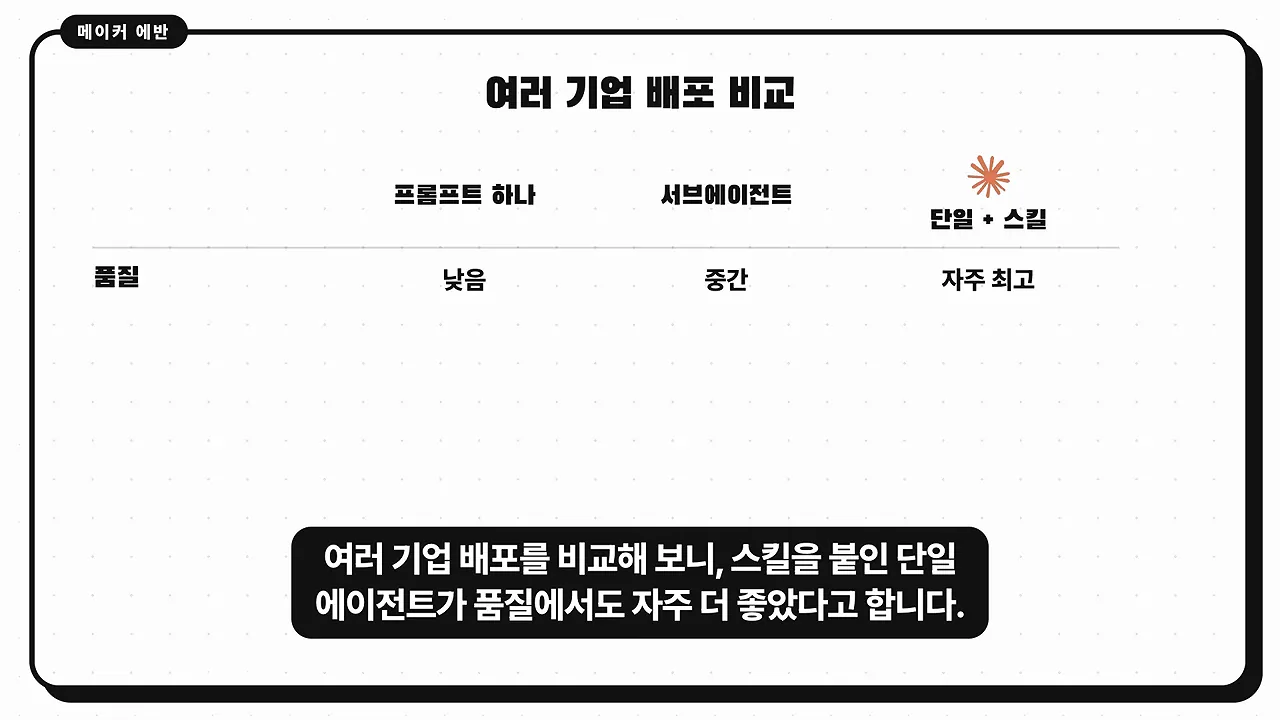 메이커 에반
여러 기업 배포 비교
프롬프트 하나
서브에이전트
단일 + 스킬
품질
낮음
중간
자주 최고
여러 기업 배포를 비교해 보니, 스킬을 붙인 단일
에이전트가 품질에서도 자주 더 좋았다고 합니다.